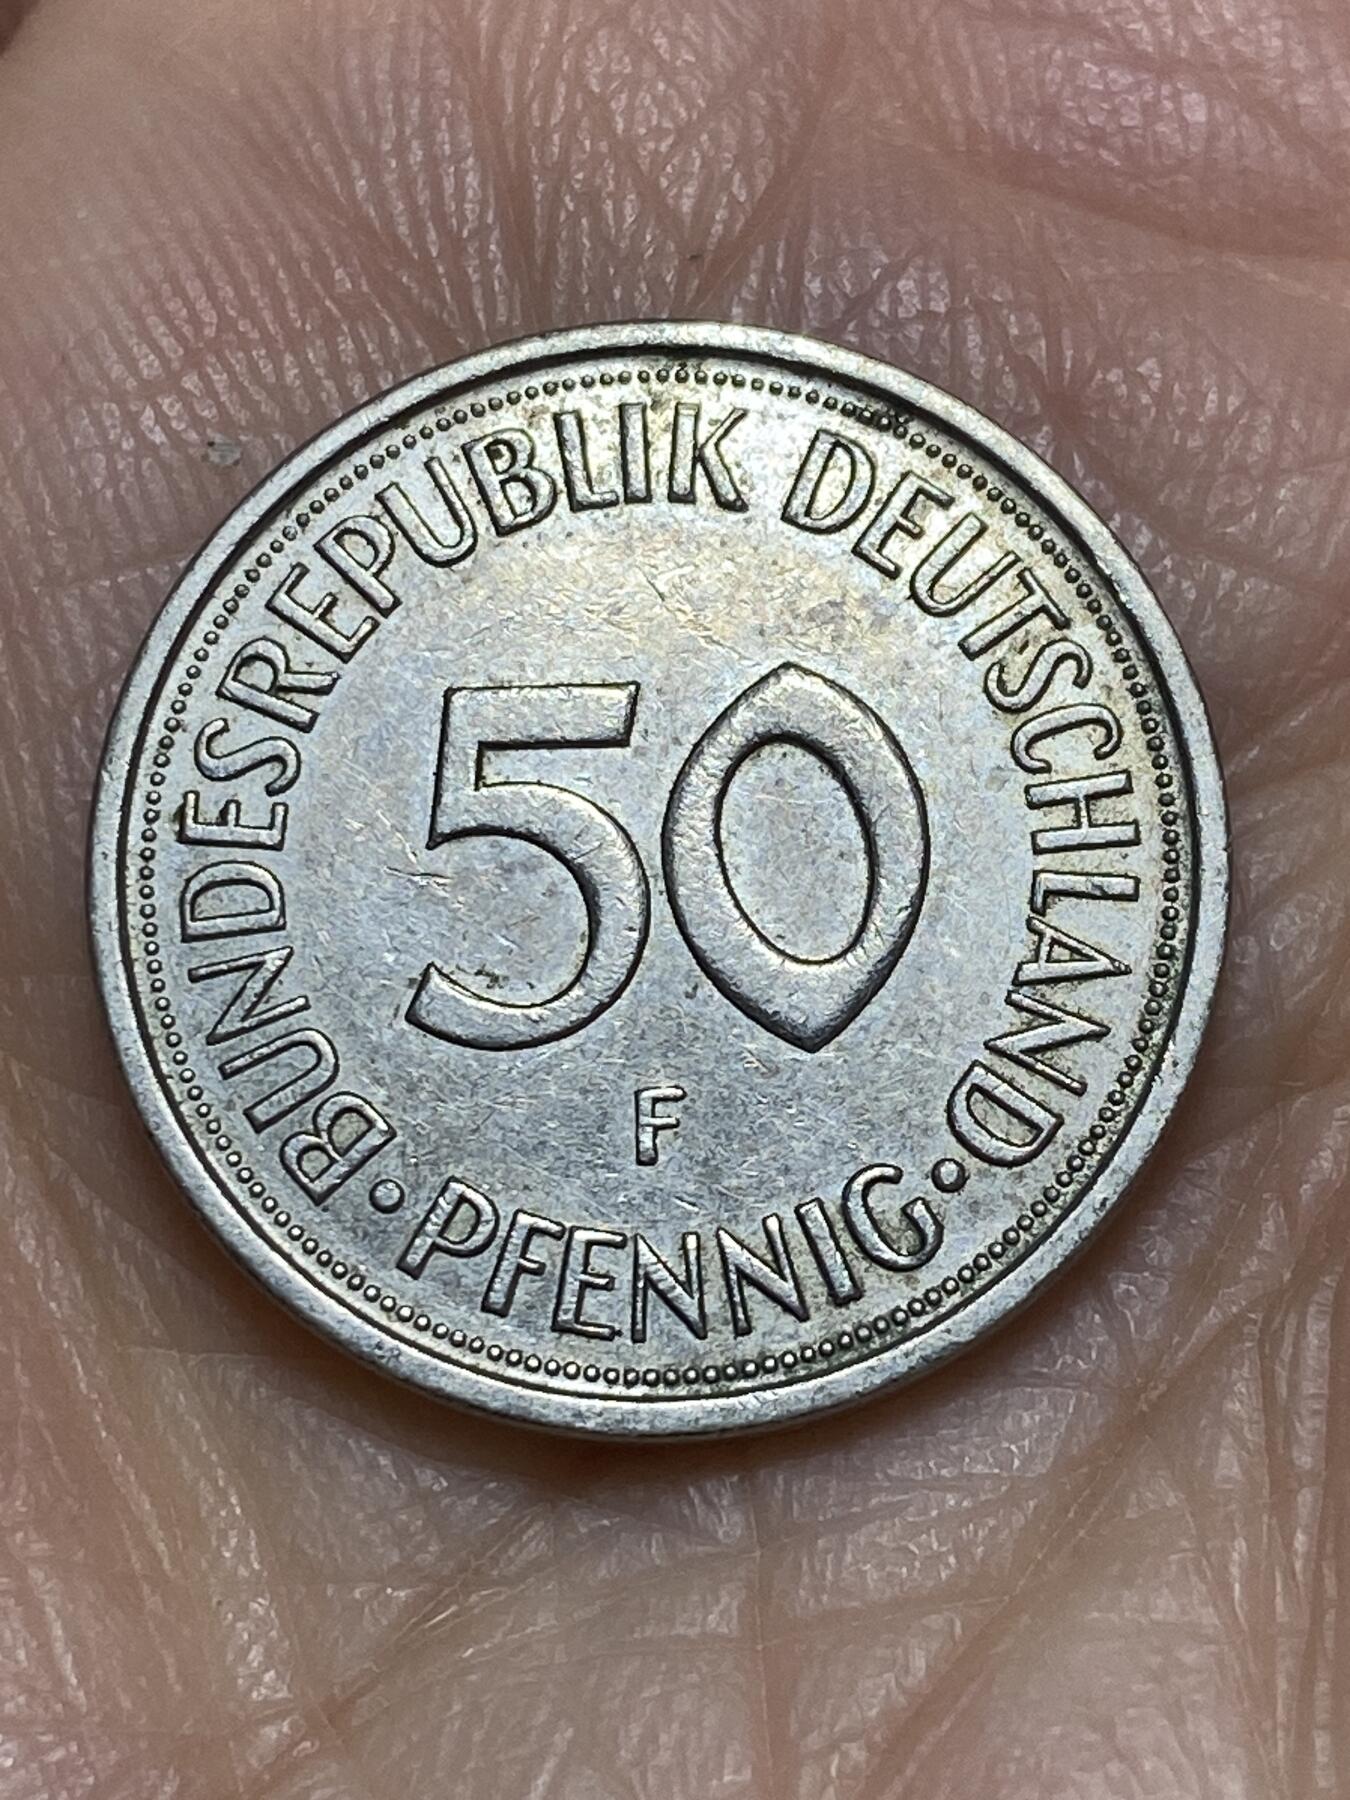 BUNDESREPUBLIK DEUTSCHLAND
50
F
· PFENNIG ·